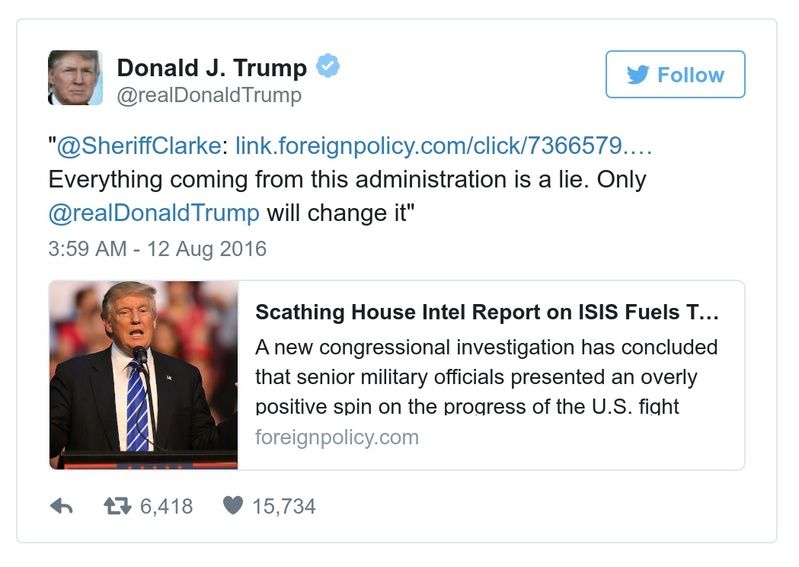 Donald J. Trump
@realDonaldTrump
Follow
"@SheriffClarke: link.foreignpolicy.com/click/7366579.…
Everything coming from this administration is a lie. Only
@realDonaldTrump will change it"
3:59 AM - 12 Aug 2016
Scathing House Intel Report on ISIS Fuels T…
A new congressional investigation has concluded
that senior military officials presented an overly
positive spin on the progress of the U.S. fight
foreignpolicy.com
6,418
15,734